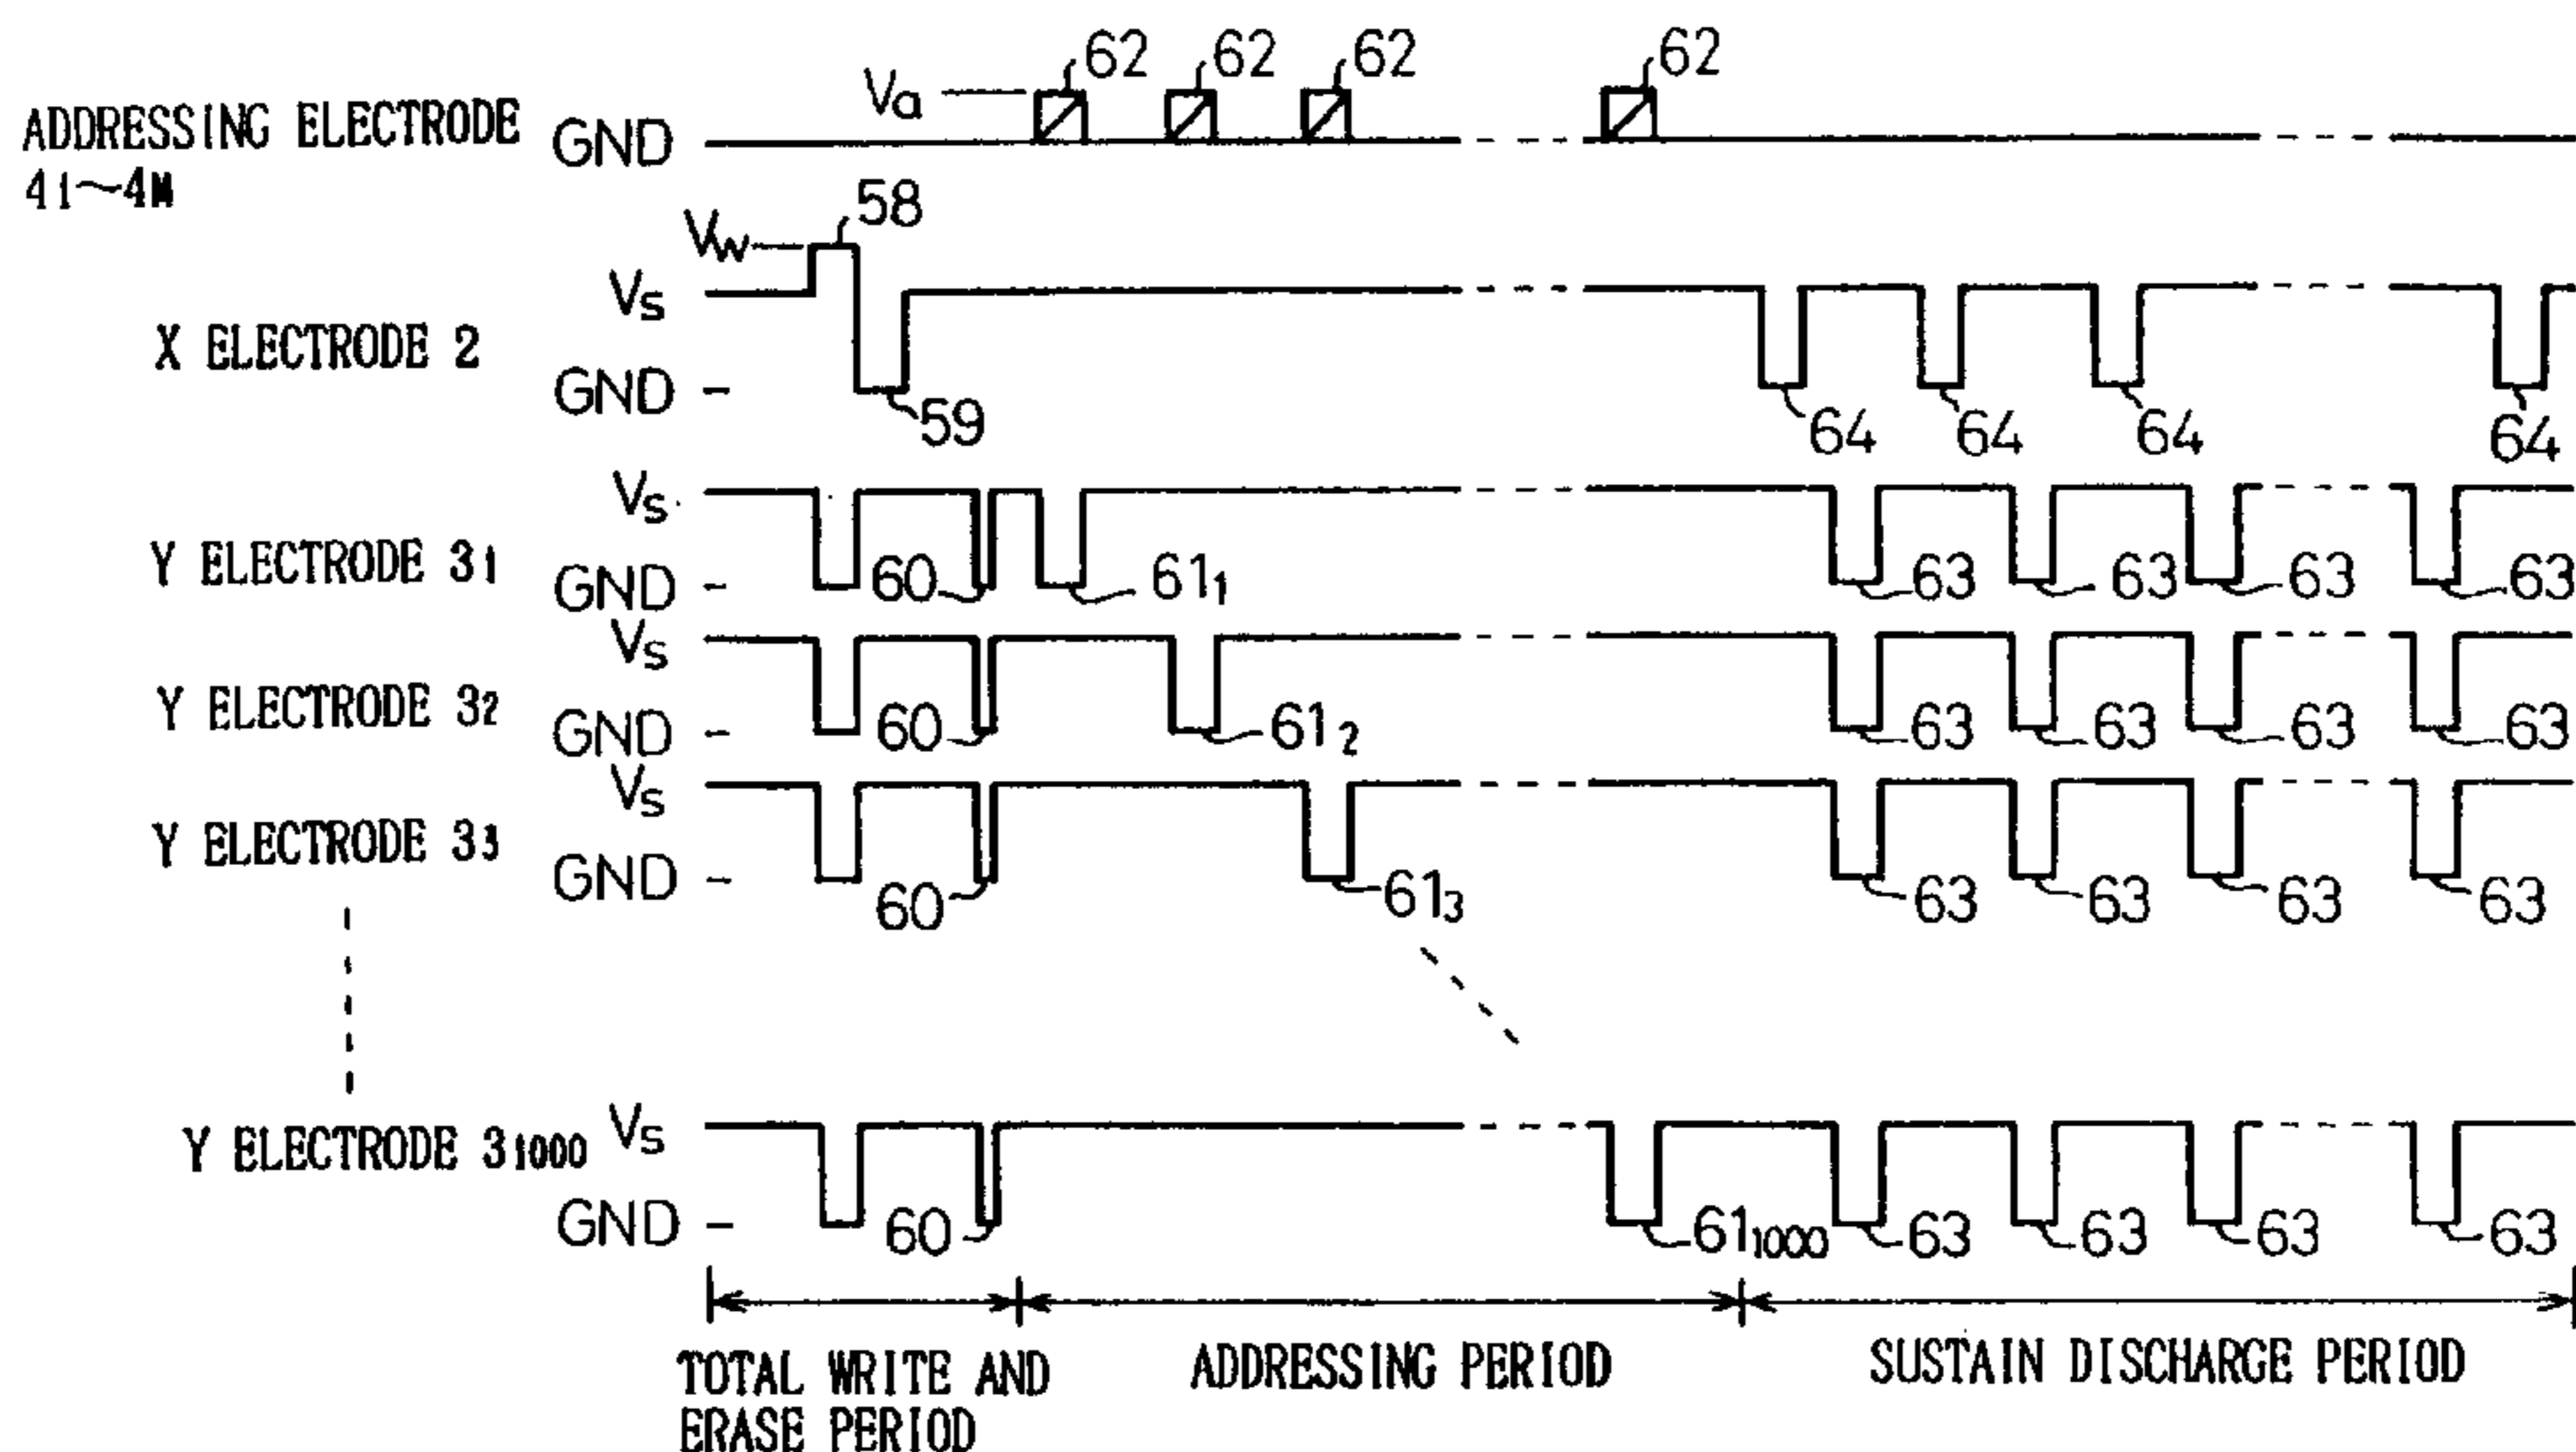 62 62 62 62
Va
ADDRESSING ELECTRODE GND
41~4M
58
Vw
Vs
X ELECTRODE 2
GND
59 64 64 64 64
Vs
Y ELECTRODE 31
GND 60 611 63 63 63 63
Vs
Y ELECTRODE 32
GND 60 612 63 63 63 63
Vs
Y ELECTRODE 33
GND 60 613 63 63 63 63
Y ELECTRODE 31000 Vs
GND 60 611000 63 63 63 63
TOTAL WRITE AND
ERASE PERIOD
ADDRESSING PERIOD
SUSTAIN DISCHARGE PERIOD